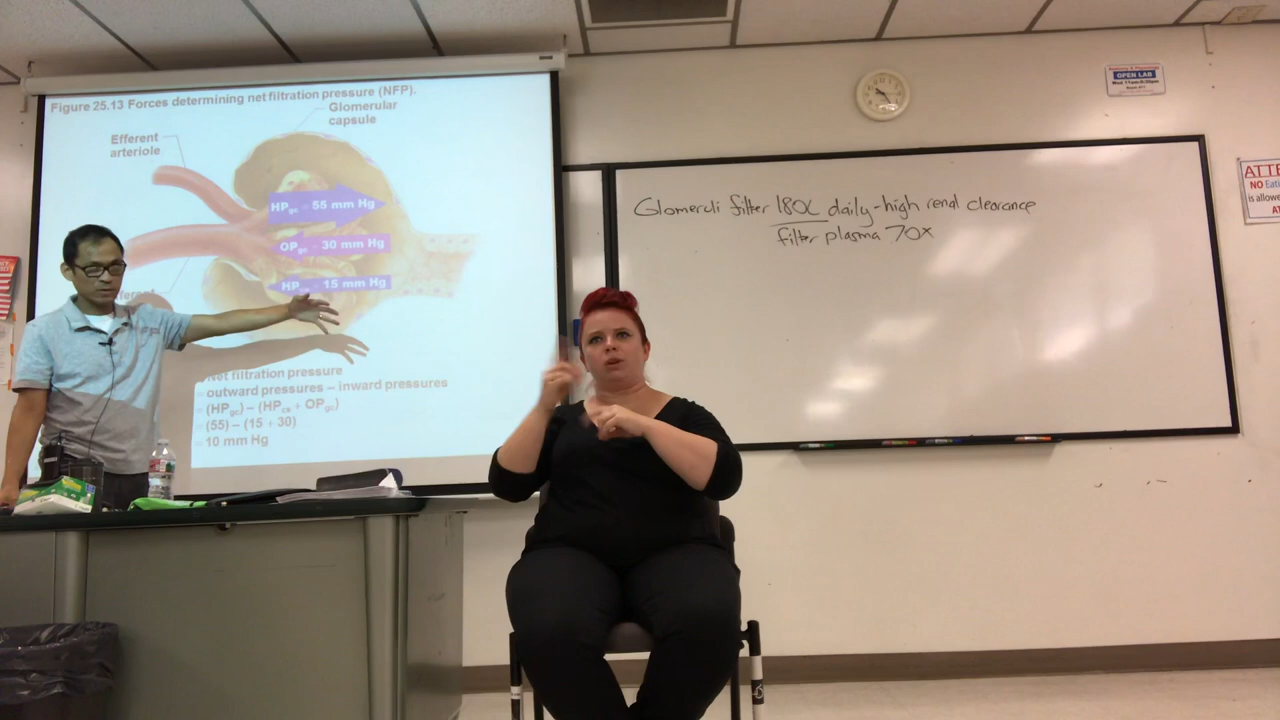 Figure 25.13 Forces determining net filtration pressure (NFP).
Glomerular
capsule
Efferent
arteriole
HPgc = 55 mm Hg
OPgc = 30 mm Hg
HPcs = 15 mm Hg
Net filtration pressure
= outward pressures – inward pressures
= (HPgc) – (HPcs + OPgc)
= (55) – (15 + 30)
= 10 mm Hg
Glomeruli filter 180L daily-high renal clearance
filter plasma 70x
OPEN LAB
ATTE
NO Eati
is allowe